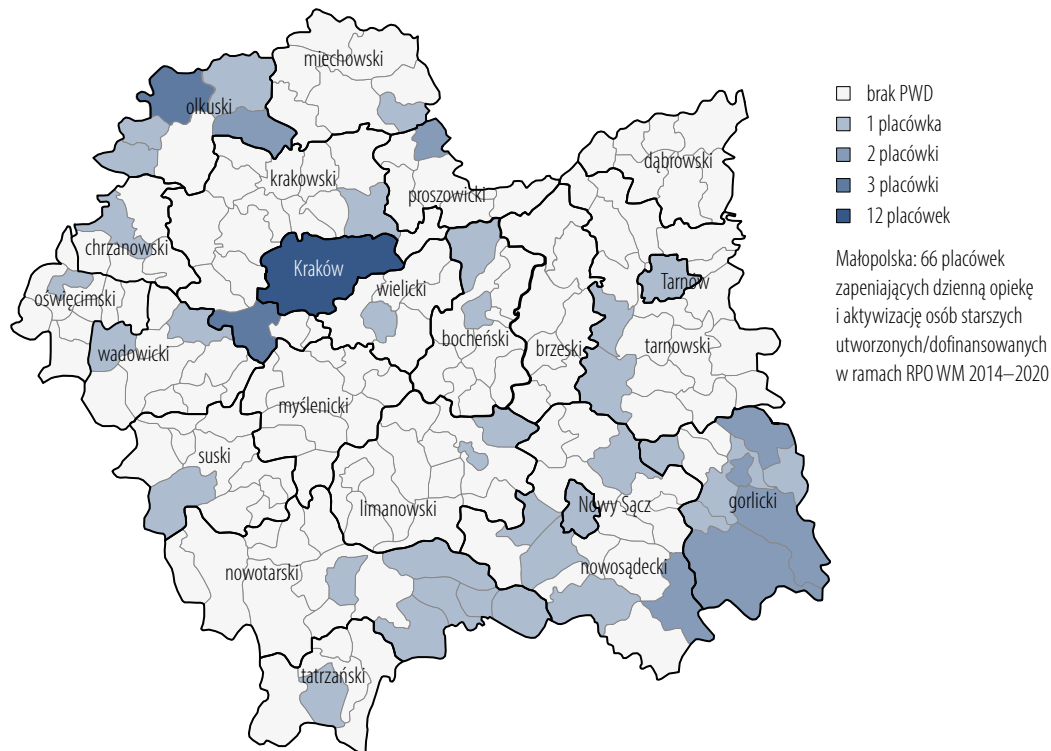 miechowski
olkuski
dąbrowski
krakowski
proszowicki
chrzanowski
Kraków
wielicki
Tarnów
oświęcimski
bocheński
brzeski
tarnowski
wadowicki
myślenicki
suski
limanowski
Nowy Sącz
gorlicki
nowotarski
nowosądecki
tatrzański
brak PWD
1 placówka
2 placówki
3 placówki
12 placówek
Małopolska: 66 placówek
zapeniających dzienną opiekę
i aktywizację osób starszych
utworzonych/dofinansowanych
w ramach RPO WM 2014–2020